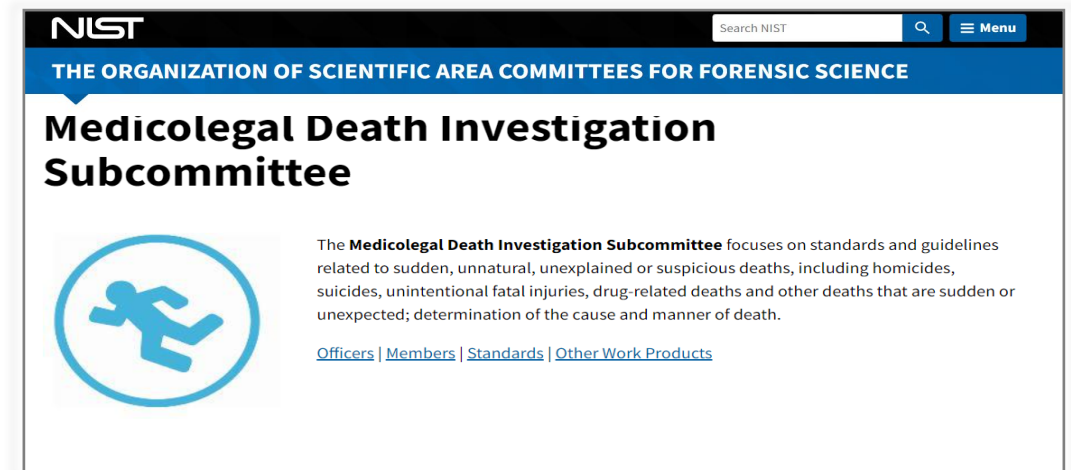 NIST
Search NIST
Menu
THE ORGANIZATION OF SCIENTIFIC AREA COMMITTEES FOR FORENSIC SCIENCE
Medicolegal Death Investigation
Subcommittee
The Medicolegal Death Investigation Subcommittee focuses on standards and guidelines
related to sudden, unnatural, unexplained or suspicious deaths, including homicides,
suicides, unintentional fatal injuries, drug-related deaths and other deaths that are sudden or
unexpected; determination of the cause and manner of death.
Officers | Members | Standards | Other Work Products